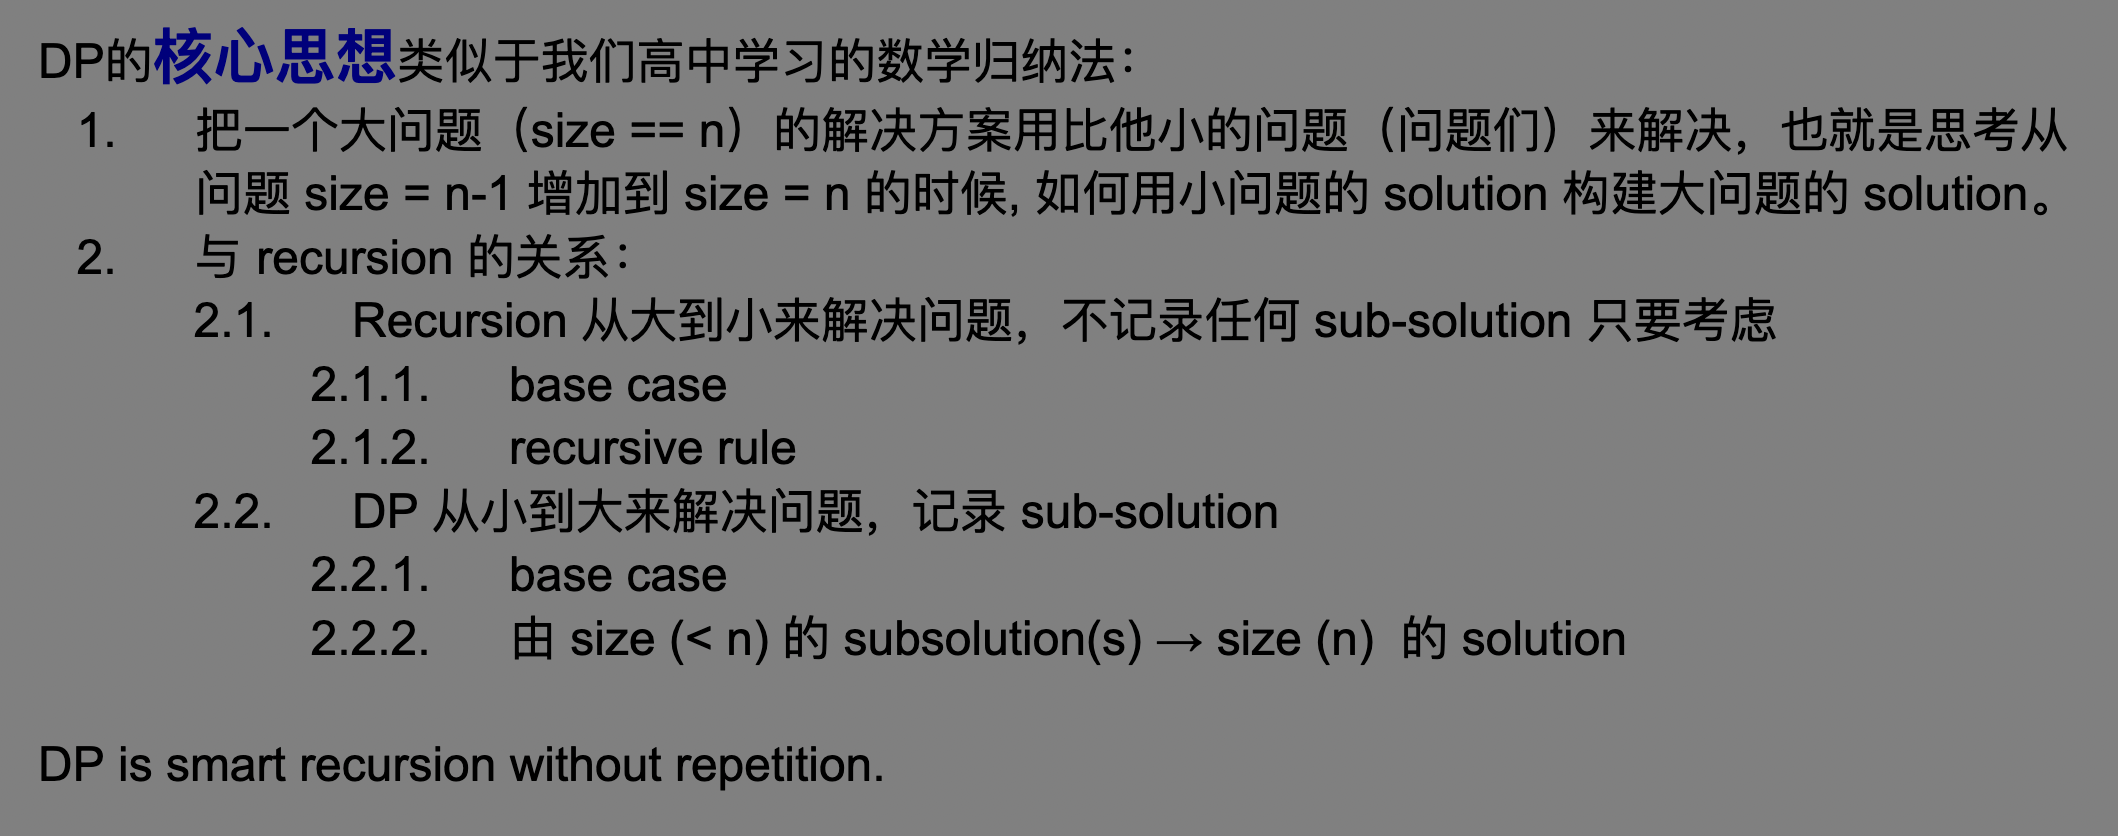 DP的核心思想类似于我们高中学习的数学归纳法：
1. 把一个大问题（size == n）的解决方案用比他小的问题（问题们）来解决，也就是思考从
问题 size = n-1 增加到 size = n 的时候, 如何用小问题的 solution 构建大问题的 solution。
2. 与 recursion 的关系：
2.1. Recursion 从大到小来解决问题，不记录任何 sub-solution 只要考虑
2.1.1. base case
2.1.2. recursive rule
2.2. DP 从小到大来解决问题，记录 sub-solution
2.2.1. base case
2.2.2. 由 size (< n) 的 subsolution(s) → size (n) 的 solution
DP is smart recursion without repetition.